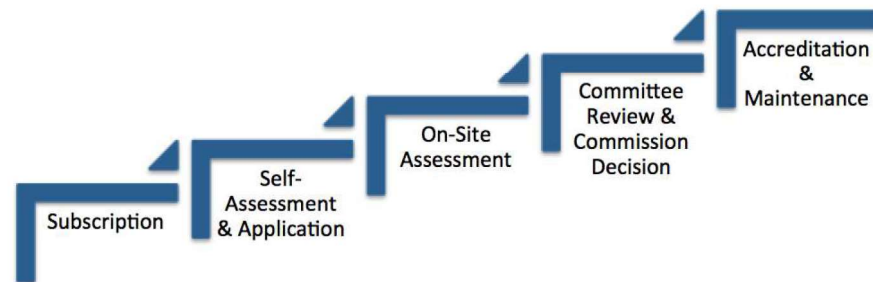 Subscription
Self-
Assessment
& Application
On-Site
Assessment
Committee
Review &
Commission
Decision
Accreditation
&
Maintenance